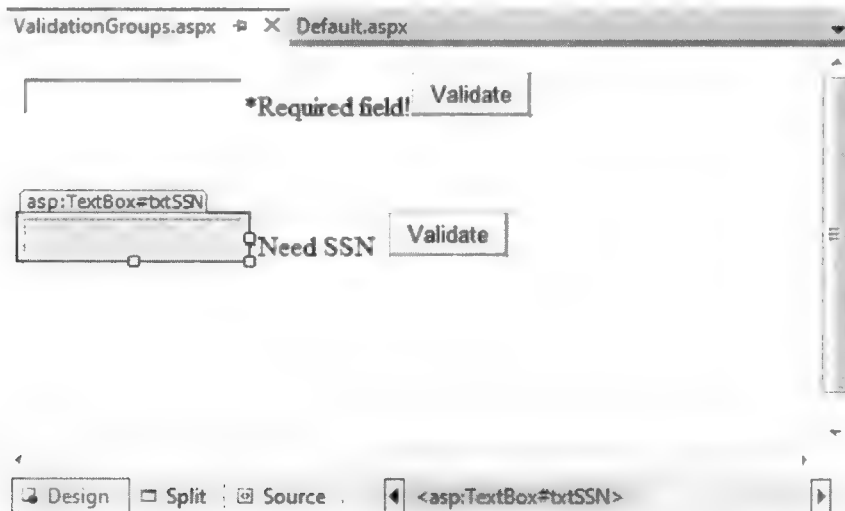 ValidationGroups.aspx Default.aspx
*Required field! Validate
asp:TextBox#txtSSN
Need SSN Validate
Design Split Source <asp:TextBox#txtSSN>